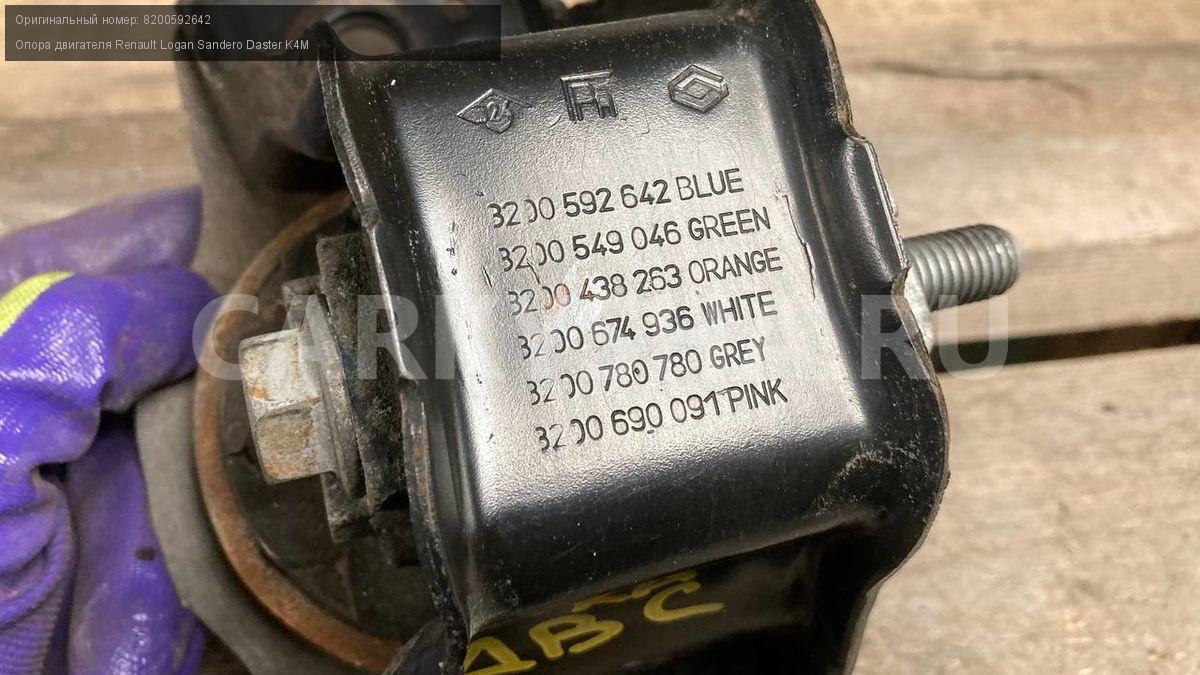 Оригинальный номер: 8200592642
Опора двигателя Renault Logan Sandero Daster K4M
8200 592 642 BLUE
8200 549 046 GREEN
8200 438 263 ORANGE
8200 674 936 WHITE
8200 780 780 GREY
8200 690 091 PINK
ABC